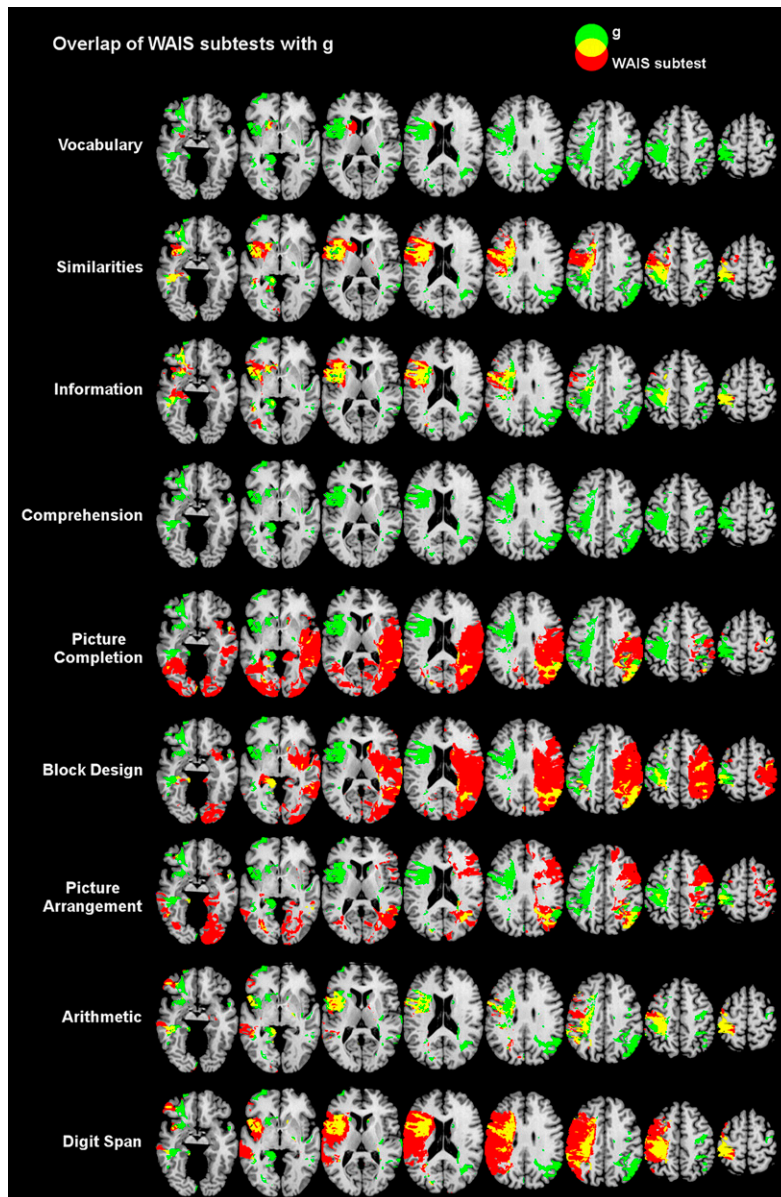 Overlap of WAIS subtests with g
g
WAIS subtest
Vocabulary
Similarities
Information
Comprehension
Picture
Completion
Block Design
Picture
Arrangement
Arithmetic
Digit Span